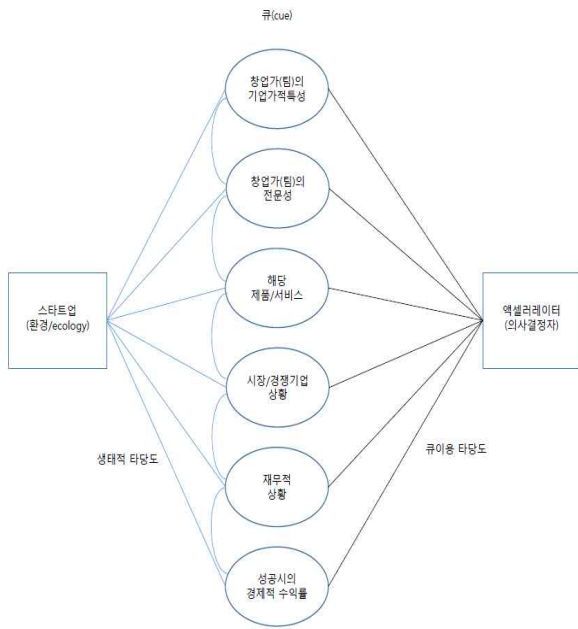 큐(cue)
창업가(팀)의
기업가적특성
창업가(팀)의
전문성
해당
제품/서비스
스타트업
(환경/ecology)
액셀러레이터
(의사결정자)
시장/경쟁기업
상황
생태적 타당도
큐이용 타당도
재무적
상황
성공시의
경제적 수익률